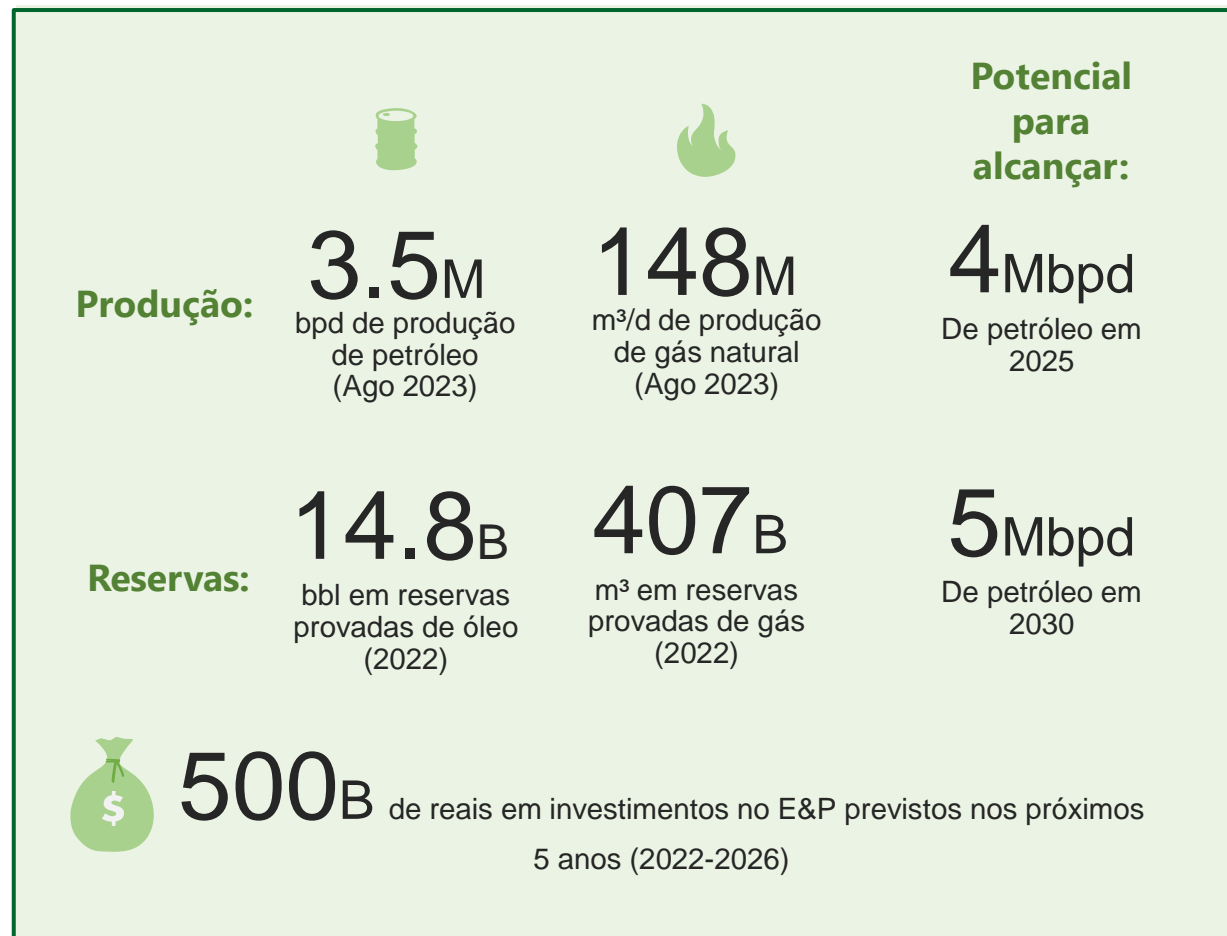 Potencial
para
alcançar:
Produção:
3.5M
bpd de produção
de petróleo
(Ago 2023)
148M
m³/d de produção
de gás natural
(Ago 2023)
4Mbpd
De petróleo em
2025
Reservas:
14.8B
bbl em reservas
provadas de óleo
(2022)
407B
m³ em reservas
provadas de gás
(2022)
5Mbpd
De petróleo em
2030
$
500B de reais em investimentos no E&P previstos nos próximos
5 anos (2022-2026)